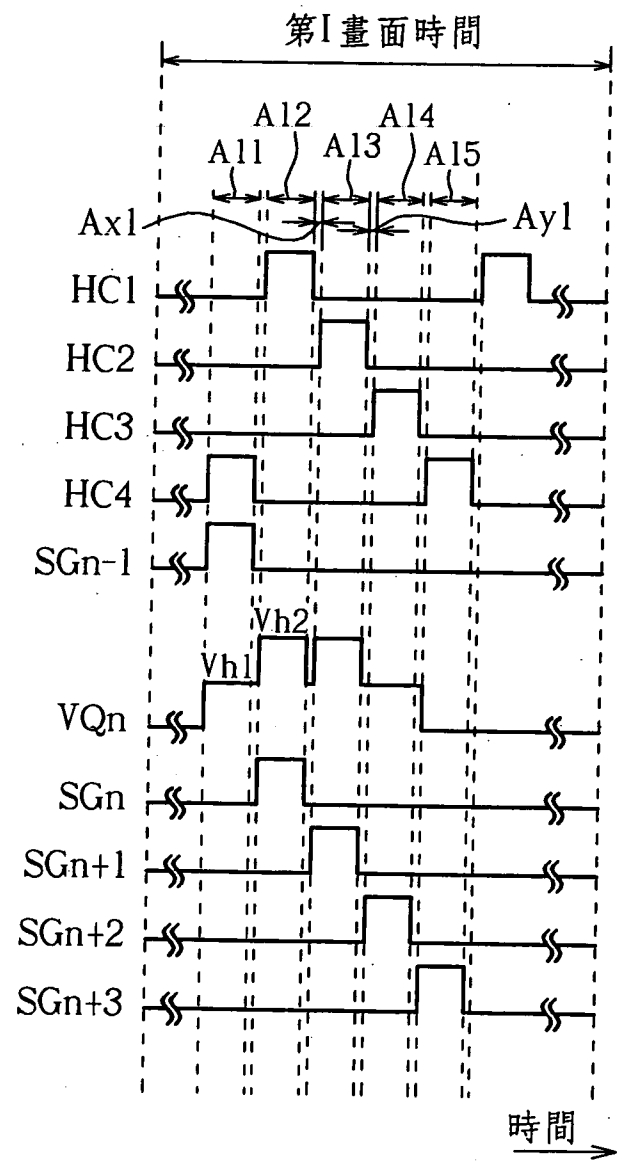 第I畫面時間
A11
A12
A13
A14
A15
Ax1
Ay1
HC1
HC2
HC3
HC4
SGn-1
Vh1
Vh2
VQn
SGn
SGn+1
SGn+2
SGn+3
時間